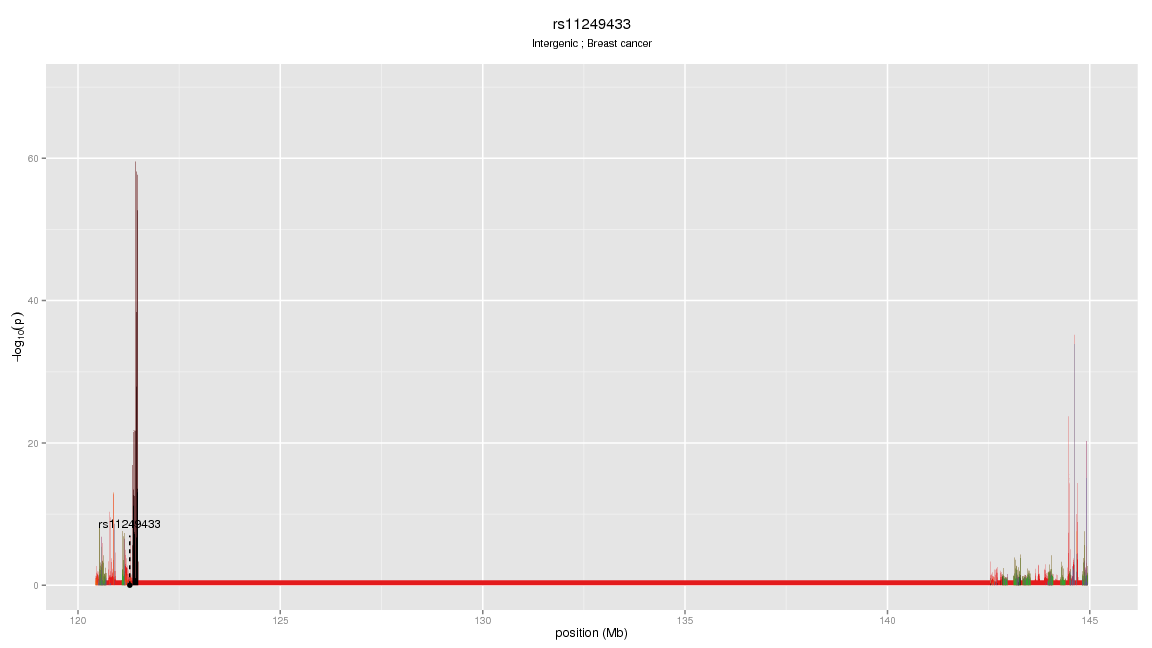 rs11249433
Intergenic ; Breast cancer
60
40
20
0
−log10(p)
rs11249433
120
125
130
135
140
145
position (Mb)